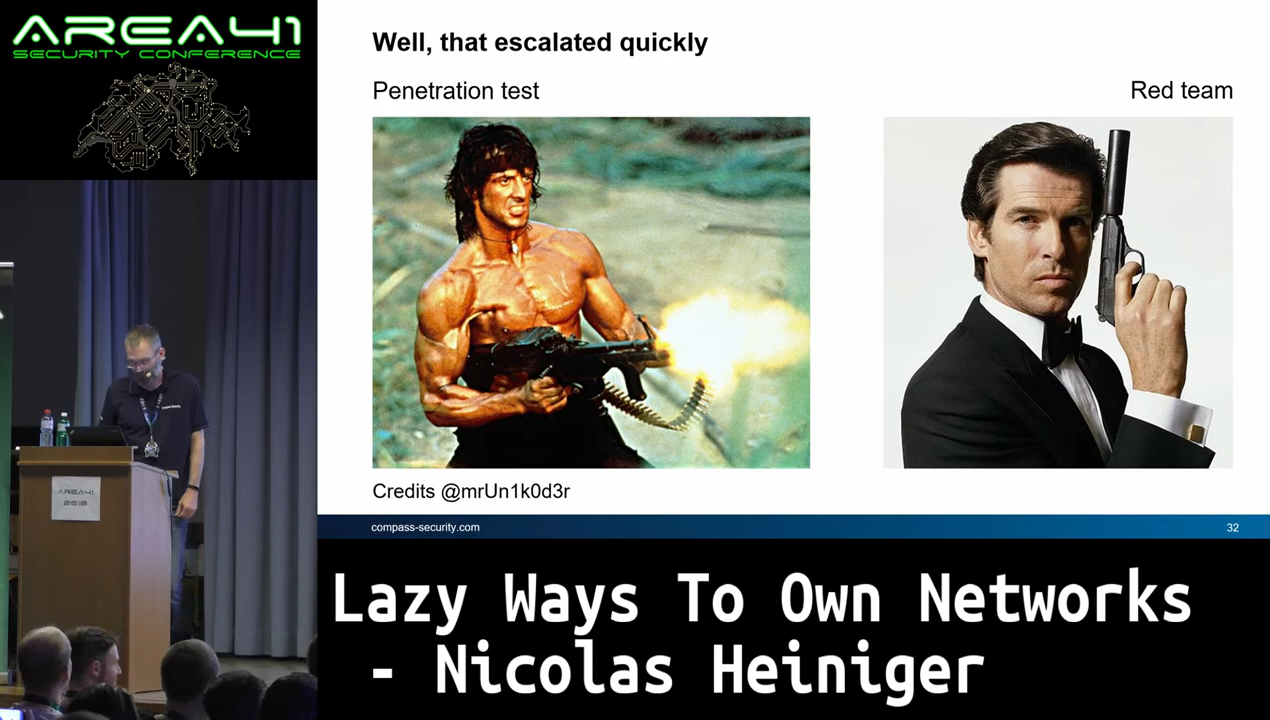 AREA41
SECURITY CONFERENCE
Well, that escalated quickly
Penetration test
Red team
Credits @mrUn1k0d3r
compass-security.com
32
AREA41
Lazy Ways To Own Networks
- Nicolas Heiniger